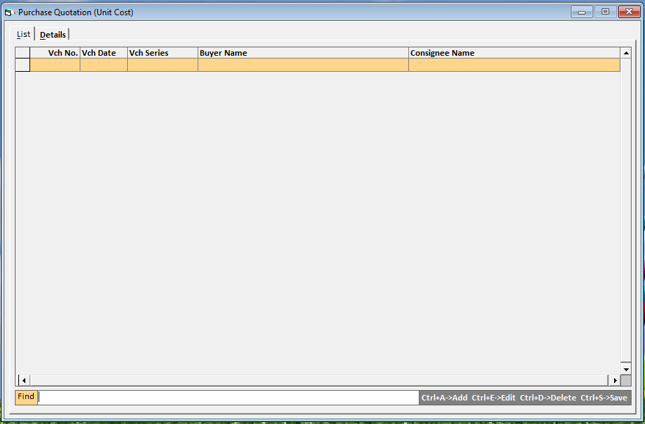 Purchase Quotation (Unit Cost)
List Details
Vch No. Vch Date Vch Series Buyer Name Consignee Name
Find Ctrl+A->Add Ctrl+E->Edit Ctrl+D->Delete Ctrl+S->Save